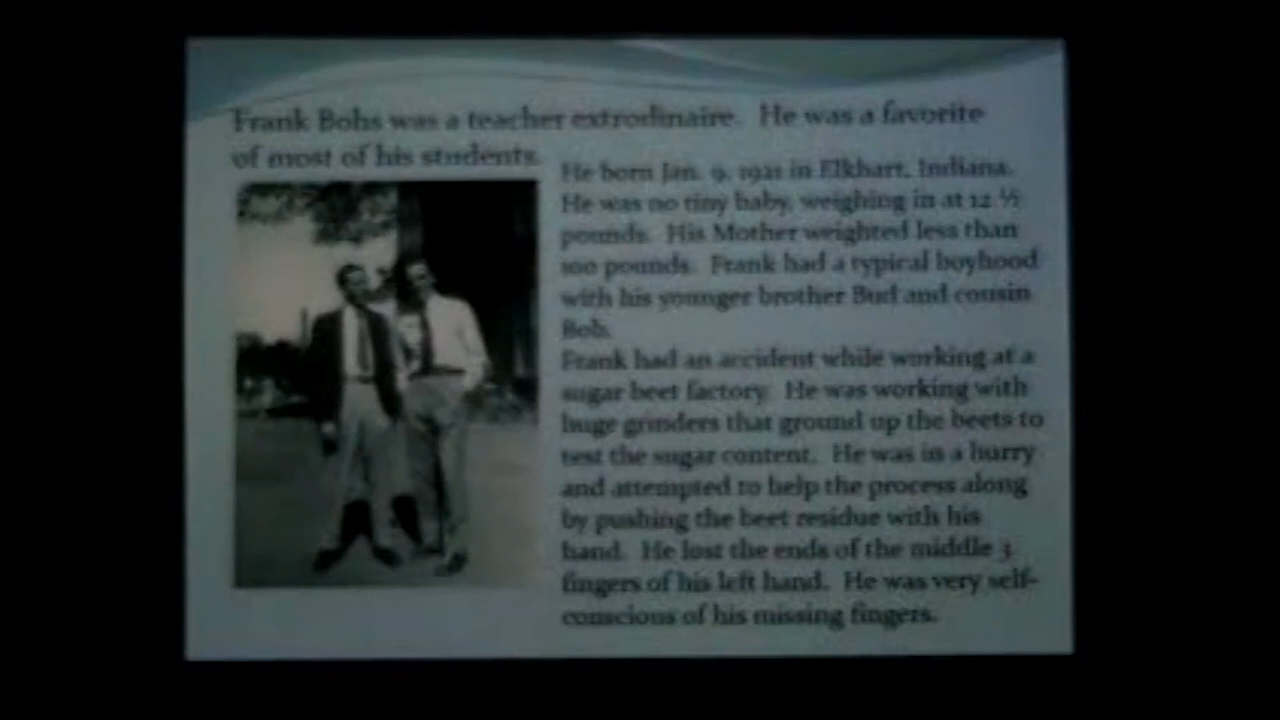 Frank Bohs was a teacher extrodinaire. He was a favorite
of most of his students.
He born Jan. 9, 1921 in Elkhart, Indiana.
He was no tiny baby, weighing in at 12 ½
pounds. His Mother weighted less than
100 pounds. Frank had a typical boyhood
with his younger brother Bud and cousin
Bob.
Frank had an accident while working at a
sugar beet factory. He was working with
huge grinders that ground up the beets to
test the sugar content. He was in a hurry
and attempted to help the process along
by pushing the beet residue with his
hand. He lost the ends of the middle 3
fingers of his left hand. He was very self-
conscious of his missing fingers.